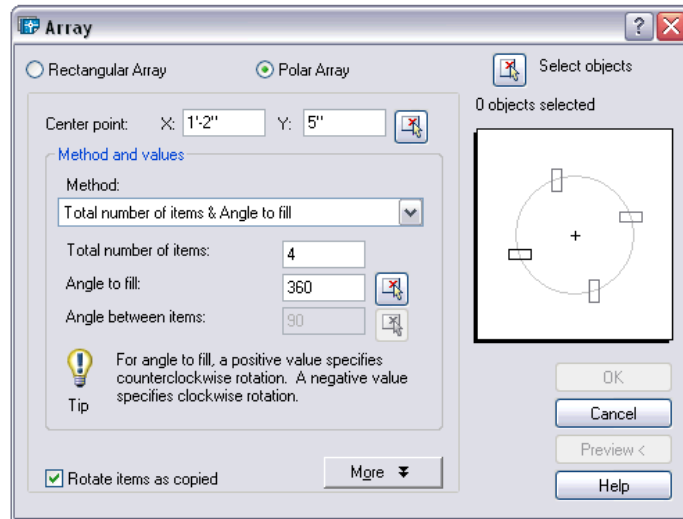 Array
Rectangular Array
Polar Array
Select objects
0 objects selected
Center point: X: 1'-2" Y: 5"
Method and values
Method:
Total number of items & Angle to fill
Total number of items: 4
Angle to fill: 360
Angle between items: 90
For angle to fill, a positive value specifies
counterclockwise rotation. A negative value
specifies clockwise rotation.
Tip
Rotate items as copied
More
OK
Cancel
Preview <
Help